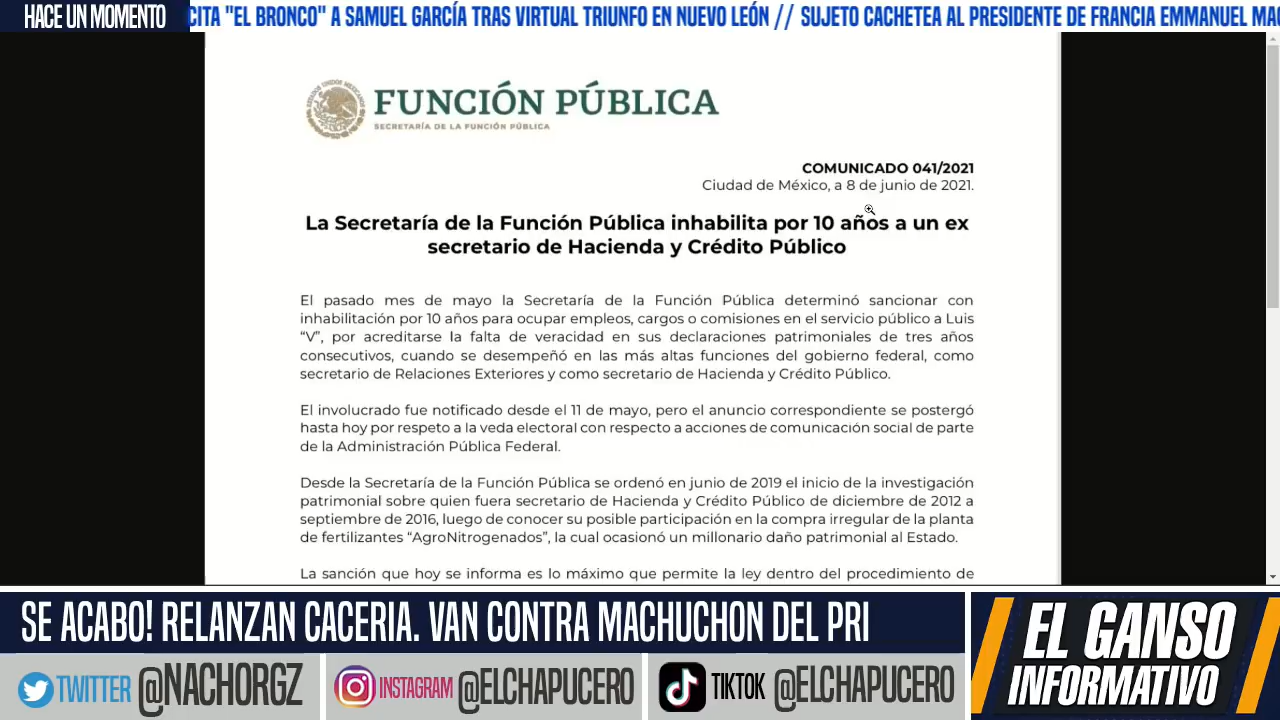 HACE UN MOMENTO
CITA "EL BRONCO" A SAMUEL GARCÍA TRAS VIRTUAL TRIUNFO EN NUEVO LEÓN // SUJETO CACHETEA AL PRESIDENTE DE FRANCIA EMMANUEL MAC
FUNCIÓN PÚBLICA
SECRETARÍA DE LA FUNCIÓN PÚBLICA
COMUNICADO 041/2021
Ciudad de México, a 8 de junio de 2021.
La Secretaría de la Función Pública inhabilita por 10 años a un ex
secretario de Hacienda y Crédito Público
El pasado mes de mayo la Secretaría de la Función Pública determinó sancionar con
inhabilitación por 10 años para ocupar empleos, cargos o comisiones en el servicio público a Luis
“V”, por acreditarse la falta de veracidad en sus declaraciones patrimoniales de tres años
consecutivos, cuando se desempeñó en las más altas funciones del gobierno federal, como
secretario de Relaciones Exteriores y como secretario de Hacienda y Crédito Público.
El involucrado fue notificado desde el 11 de mayo, pero el anuncio correspondiente se postergó
hasta hoy por respeto a la veda electoral con respecto a acciones de comunicación social de parte
de la Administración Pública Federal.
Desde la Secretaría de la Función Pública se ordenó en junio de 2019 el inicio de la investigación
patrimonial sobre quien fuera secretario de Hacienda y Crédito Público de diciembre de 2012 a
septiembre de 2016, luego de conocer su posible participación en la compra irregular de la planta
de fertilizantes “AgroNitrogenados”, la cual ocasionó un millonario daño patrimonial al Estado.
La sanción que hoy se informa es lo máximo que permite la ley dentro del procedimiento de
SE ACABO! RELANZAN CACERIA. VAN CONTRA MACHUCHON DEL PRI
EL GANSO
INFORMATIVO
TWITTER @NACHORGZ INSTAGRAM @ELCHAPUCERO TIKTOK @ELCHAPUCERO